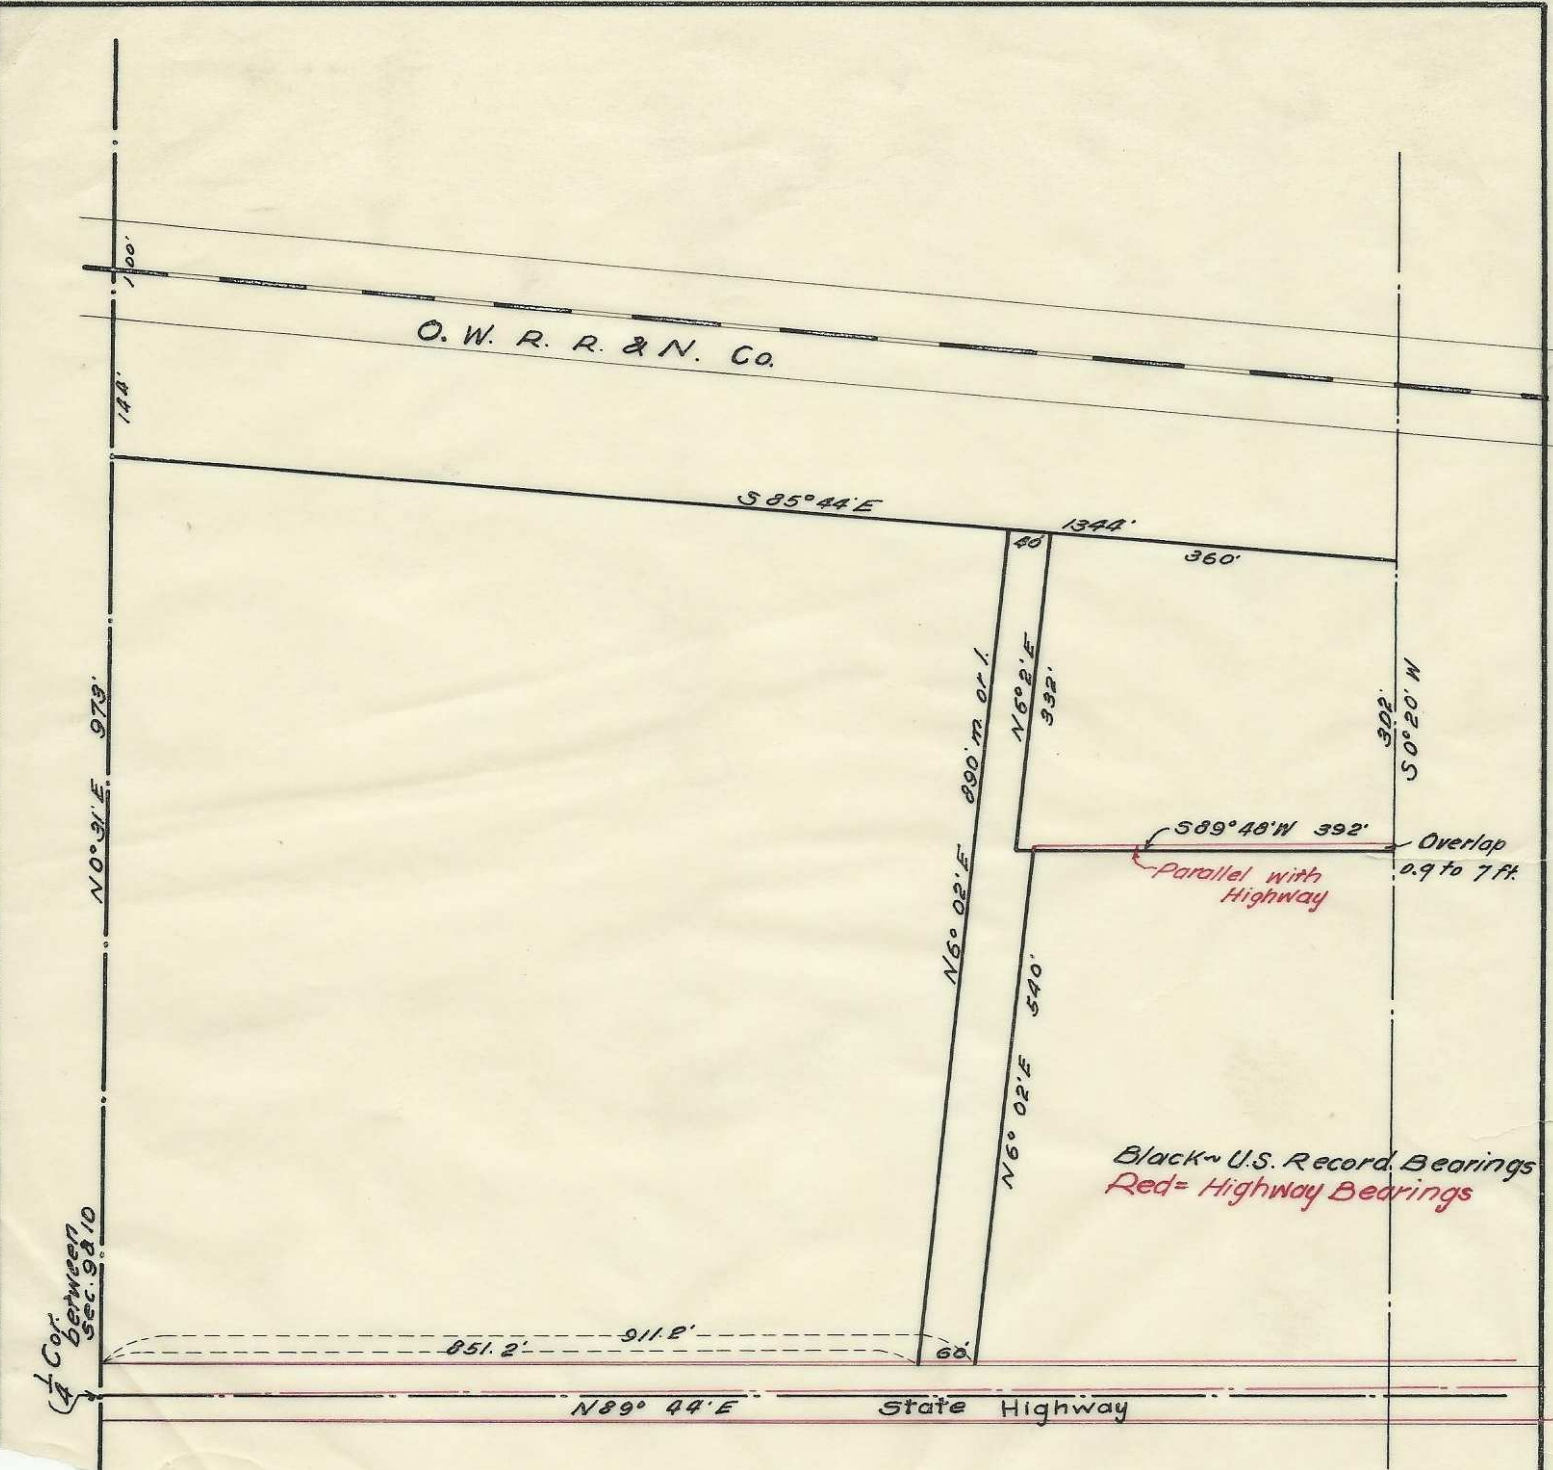 100'
O. W. R. R. & N. Co.
144'
S 85° 44' E
1344'
360'
N 0° 31' E 973'
890' m. or l.
N 6° 02' E
N 6° 2' E
332'
302'
S 0° 20' W
S 89° 48' W 392'
Overlap
0.9 to 7 ft.
Parallel with
Highway
N 6° 02' E 540'
Black~ U.S. Record Bearings
Red= Highway Bearings
1/4 Cor.
between
sec. 9 & 10
911.2'
851.2'
60'
N 89° 44' E State Highway